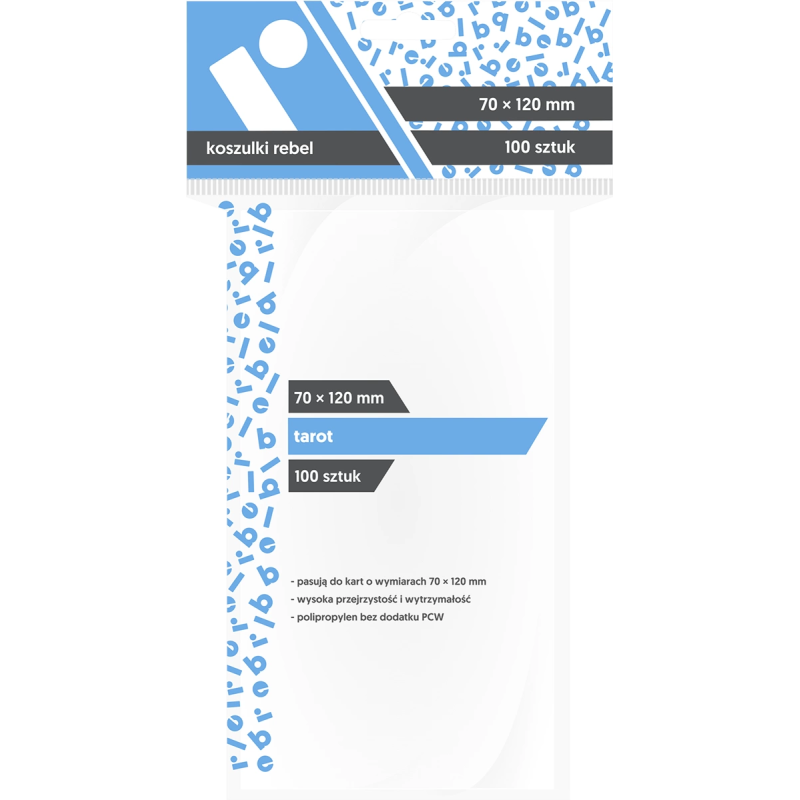 70 × 120 mm
koszulki rebel
100 sztuk
70 × 120 mm
tarot
100 sztuk
- pasują do kart o wymiarach 70 × 120 mm
- wysoka przejrzystość i wytrzymałość
- polipropylen bez dodatku PCW